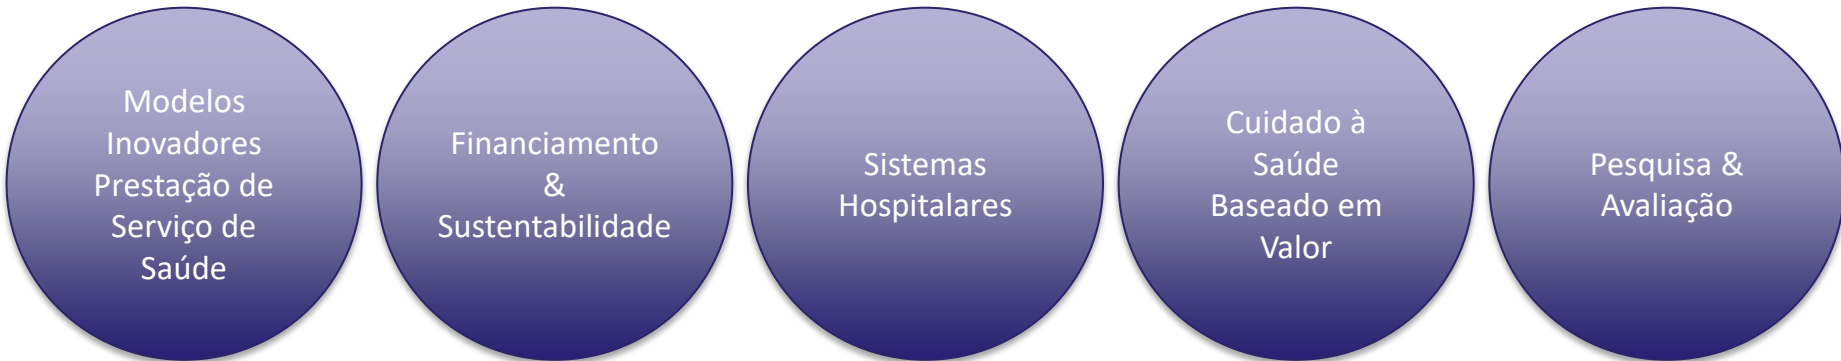 Modelos
Inovadores
Prestação de
Serviço de
Saúde
Financiamento
&
Sustentabilidade
Sistemas
Hospitalares
Cuidado à
Saúde
Baseado em
Valor
Pesquisa &
Avaliação